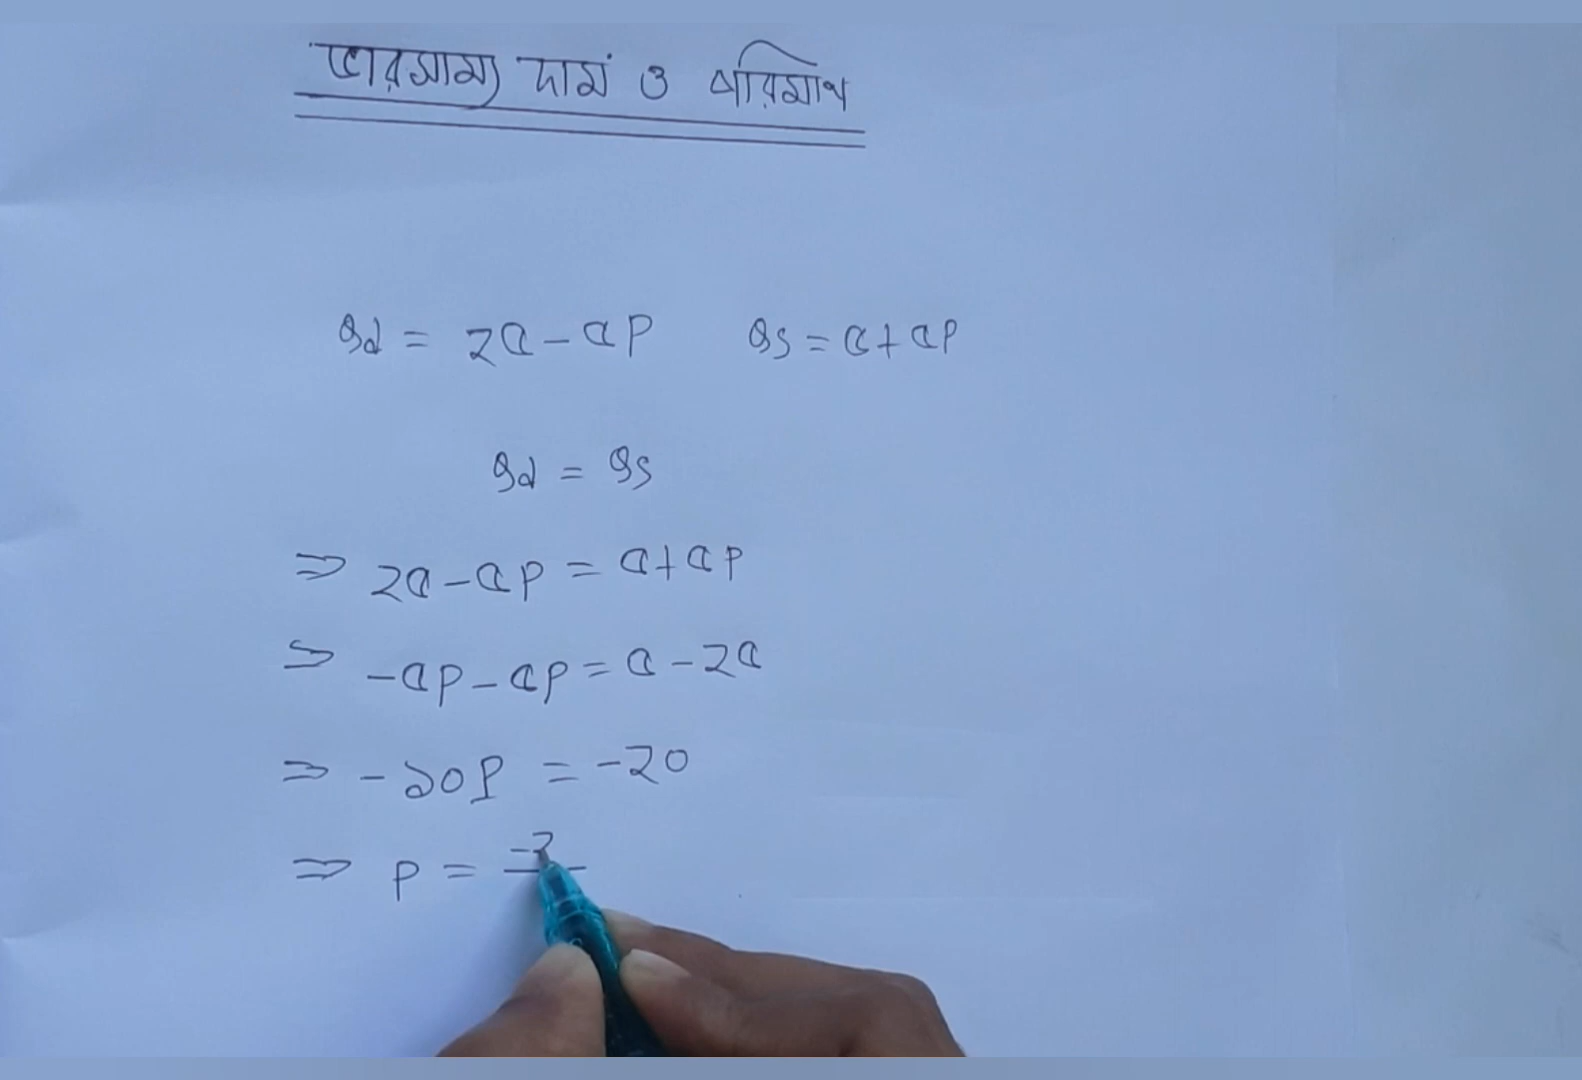 ভারসাম্য দাম ও পরিমাণ
Qd = ২৫ - ৫P Qs = ৫ + ৫P
Qd = Qs
⇒ ২৫ - ৫P = ৫ + ৫P
⇒ -৫P - ৫P = ৫ - ২৫
⇒ -১০P = -২০
⇒ P = -২